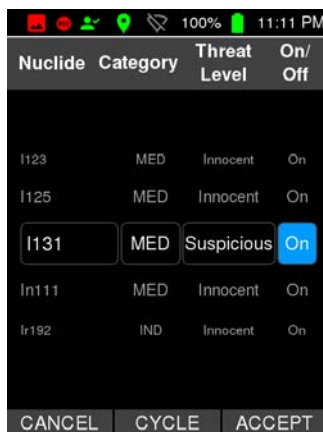 100% 11:11 PM
Nuclide Category Threat Level On/Off
I123 MED Innocent On
I125 MED Innocent On
I131 MED Suspicious On
In111 MED Innocent On
Ir192 IND Innocent On
CANCEL CYCLE ACCEPT